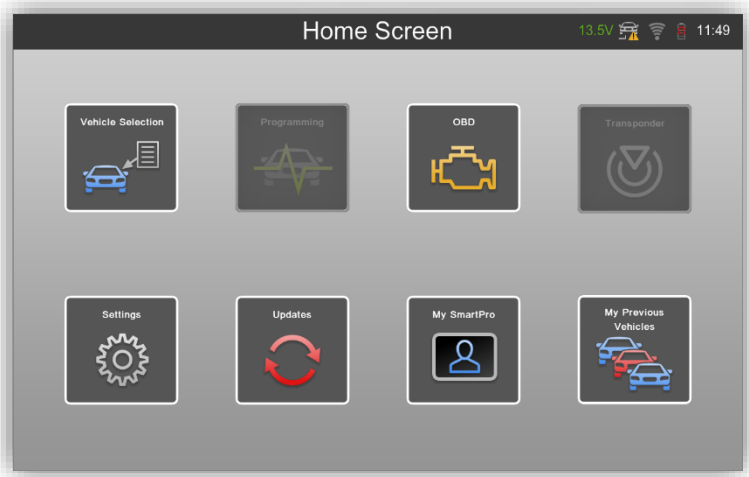 Home Screen
13.5V
11:49
Vehicle Selection
Programming
OBD
Transponder
Settings
Updates
My SmartPro
My Previous
Vehicles